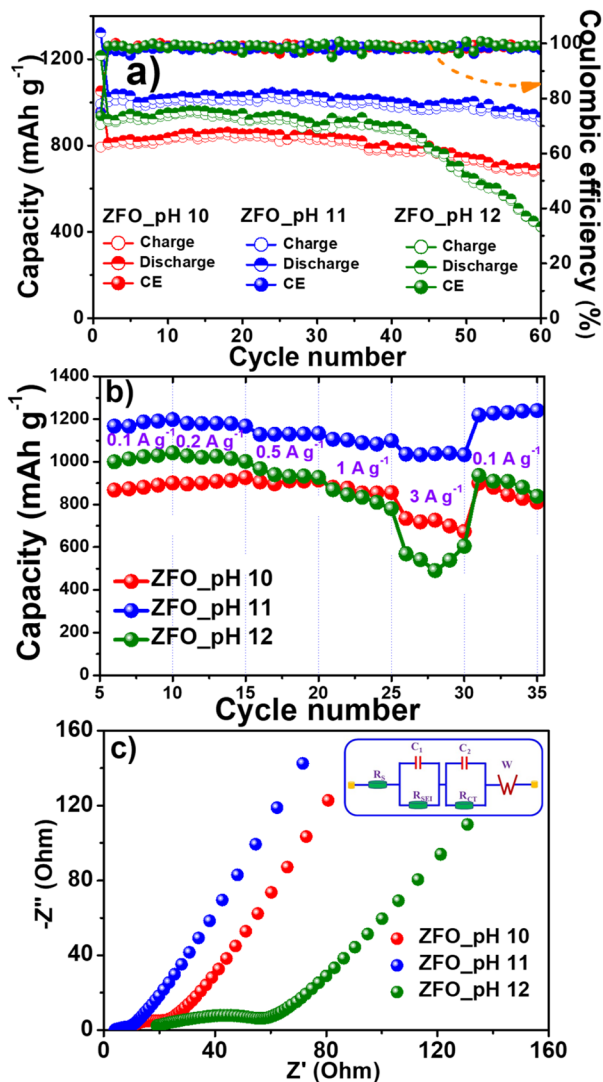 a)
Capacity (mAh g⁻¹)
1200
800
400
0
Coulombic efficiency (%)
100
80
60
40
20
0
ZFO_pH 10
Charge
Discharge
CE
ZFO_pH 11
Charge
Discharge
CE
ZFO_pH 12
Charge
Discharge
CE
0 10 20 30 40 50 60
Cycle number
b)
Capacity (mAh g⁻¹)
1400
1200
1000
800
600
400
200
0
0.1 A g⁻¹
0.2 A g⁻¹
0.5 A g⁻¹
1 A g⁻¹
3 A g⁻¹
0.1 A g⁻¹
ZFO_pH 10
ZFO_pH 11
ZFO_pH 12
5 10 15 20 25 30 35
Cycle number
c)
-Z" (Ohm)
160
120
80
40
0
C₁
C₂
W
R_S
R_SEI
R_CT
ZFO_pH 10
ZFO_pH 11
ZFO_pH 12
0 40 80 120 160
Z' (Ohm)